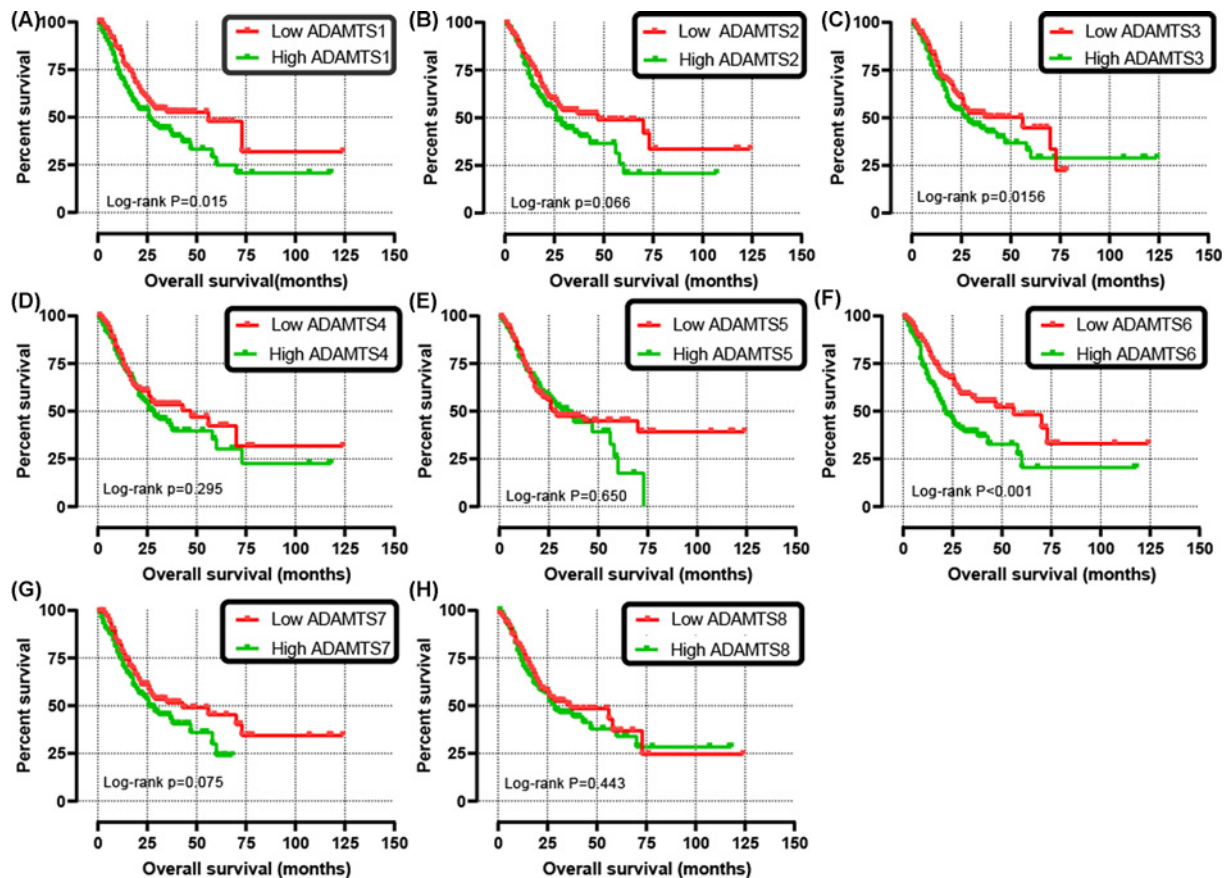 (A)
100
75
50
25
0
Percent survival
Low ADAMTS1
High ADAMTS1
Log-rank P=0.015
0 25 50 75 100 125 150
Overall survival(months)
(B)
100
75
50
25
0
Percent survival
Low ADAMTS2
High ADAMTS2
Log-rank p=0.066
0 25 50 75 100 125 150
Overall survival (months)
(C)
100
75
50
25
0
Percent survival
Low ADAMTS3
High ADAMTS3
Log-rank p=0.0156
0 25 50 75 100 125 150
Overall survival (months)
(D)
100
75
50
25
0
Percent survival
Low ADAMTS4
High ADAMTS4
Log-rank p=0.295
0 25 50 75 100 125 150
Overall survival (months)
(E)
100
75
50
25
0
Percent survival
Low ADAMTS5
High ADAMTS5
Log-rank P=0.650
0 25 50 75 100 125 150
Overall survival (months)
(F)
100
75
50
25
0
Percent survival
Low ADAMTS6
High ADAMTS6
Log-rank P<0.001
0 25 50 75 100 125 150
Overall survival (months)
(G)
100
75
50
25
0
Percent survival
Low ADAMTS7
High ADAMTS7
Log-rank p=0.075
0 25 50 75 100 125 150
Overall survival (months)
(H)
100
75
50
25
0
Percent survival
Low ADAMTS8
High ADAMTS8
Log-rank P=0.443
0 25 50 75 100 125 150
Overall survival (months)